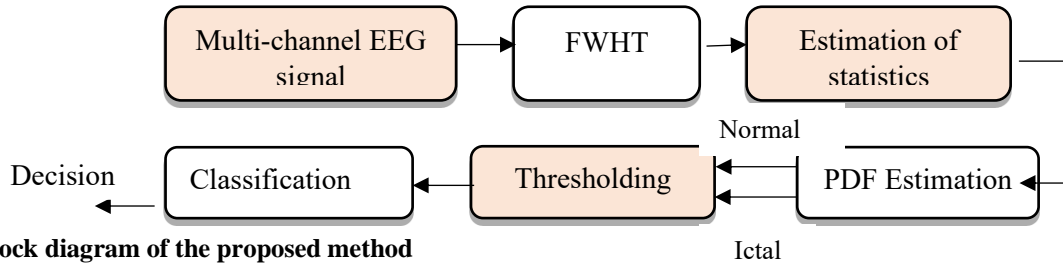 Multi-channel EEG
signal
FWHT
Estimation of
statistics
Normal
Decision
Classification
Thresholding
PDF Estimation
ock diagram of the proposed method
Ictal